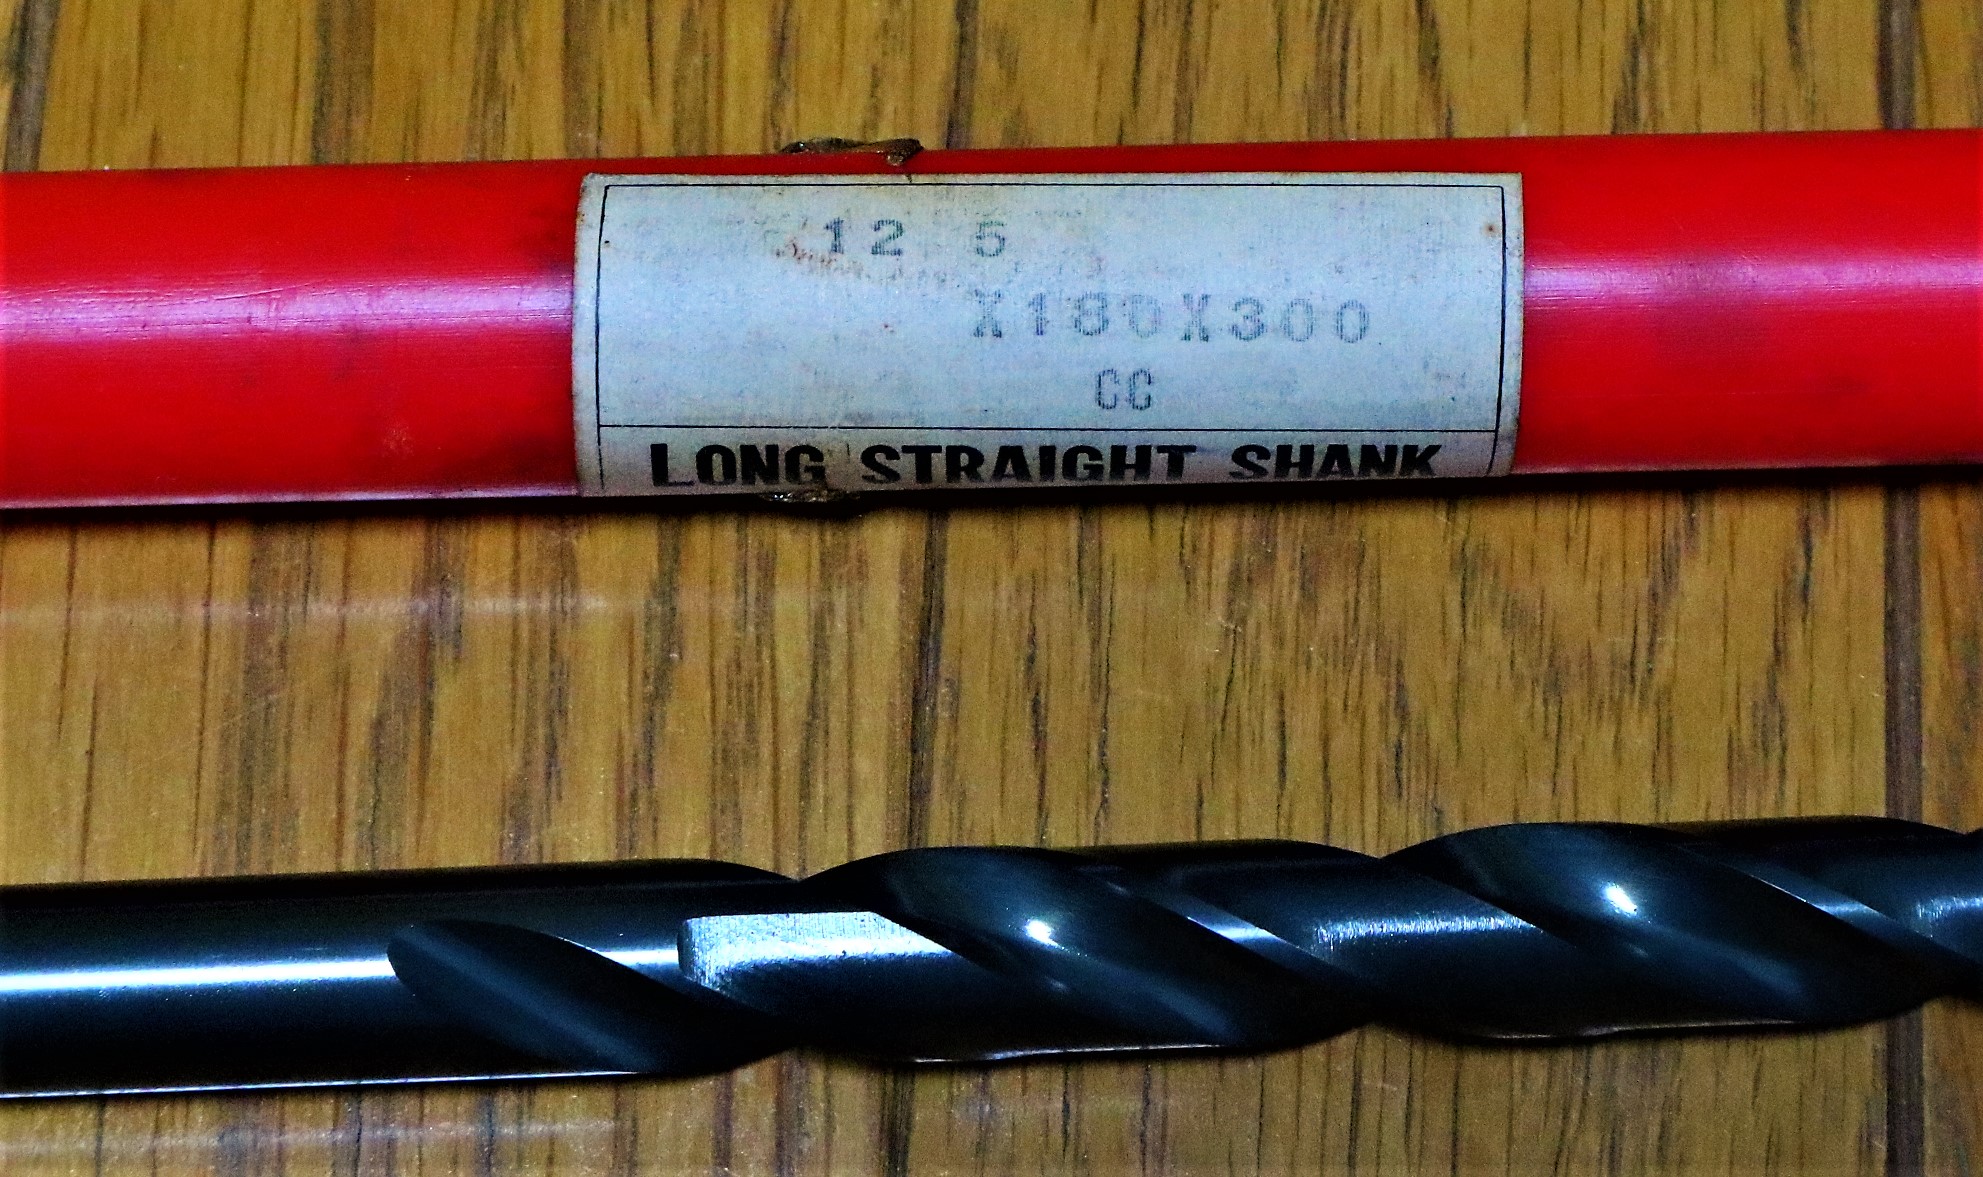 12 5
X180X300
CC
LONG STRAIGHT SHANK